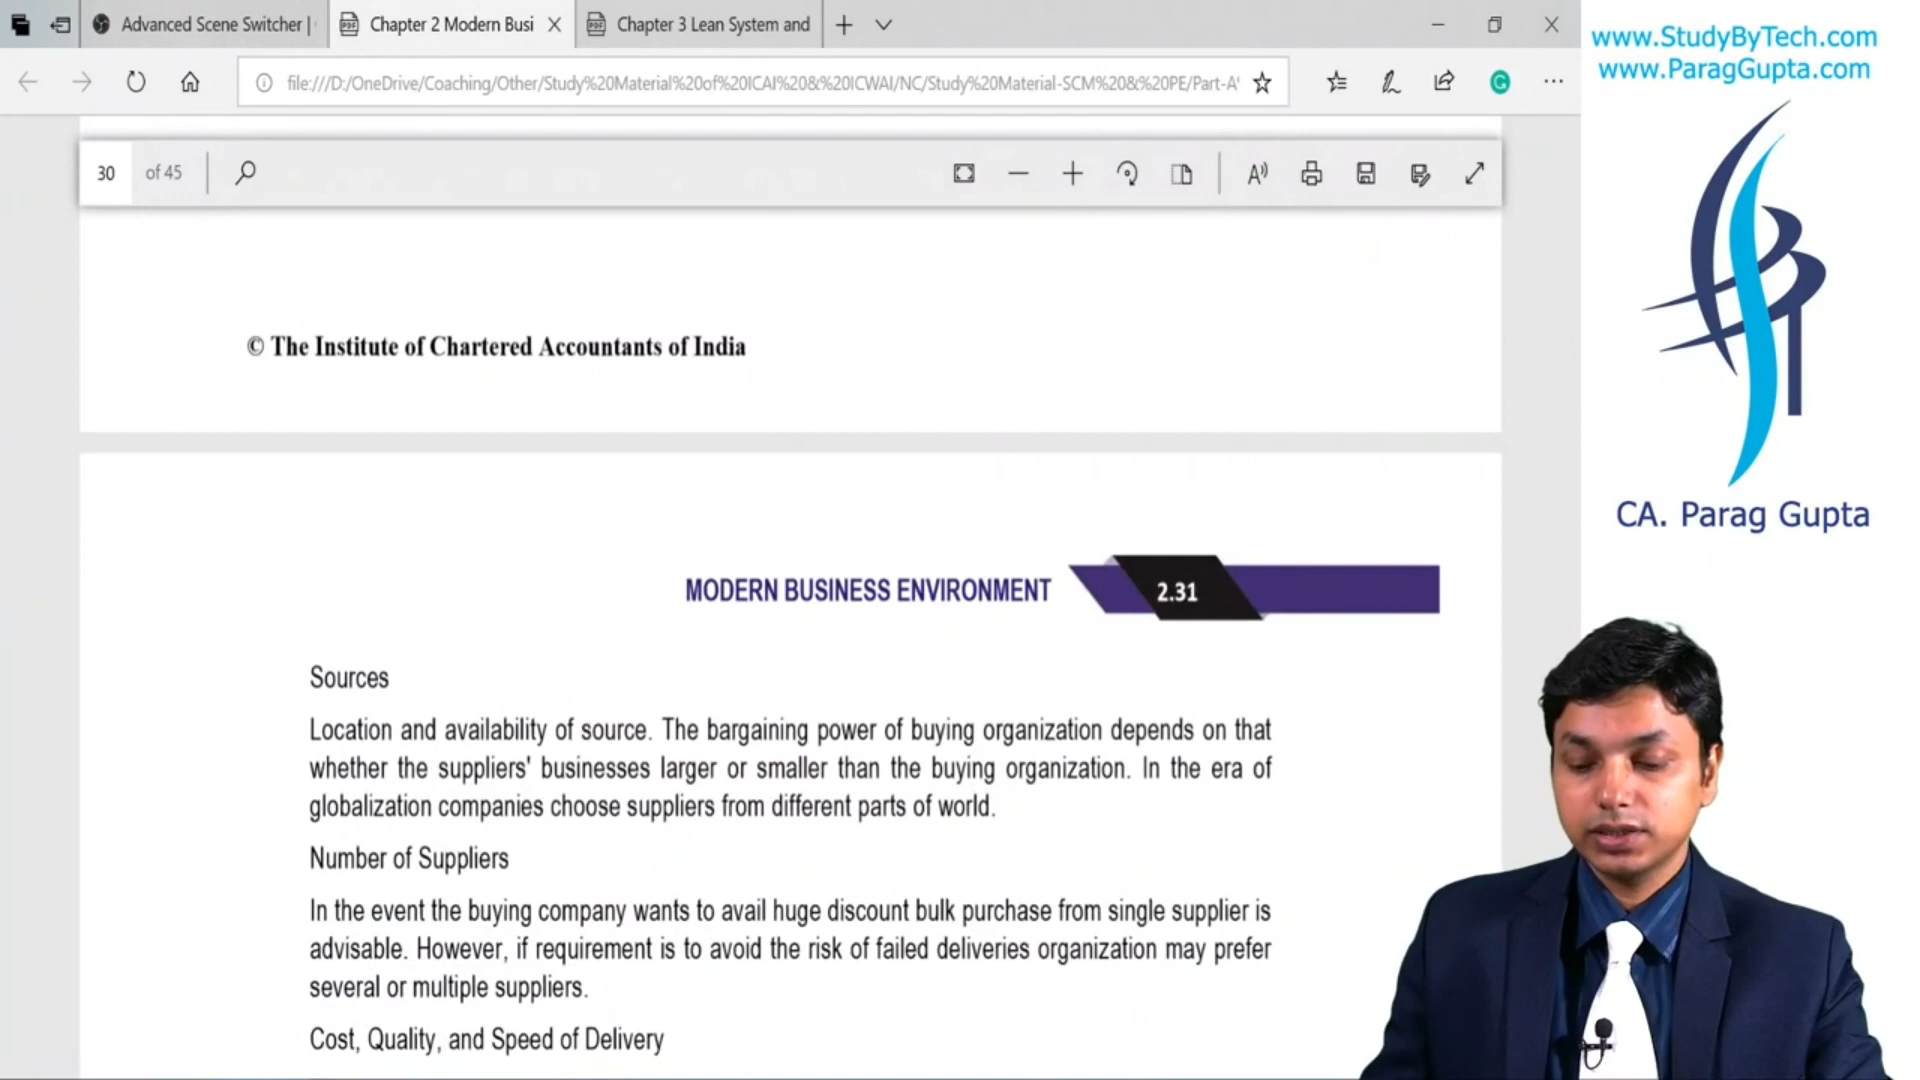 Advanced Scene Switcher |
Chapter 2 Modern Busi
Chapter 3 Lean System and
file:///D:/OneDrive/Coaching/Other/Study%20Material%20of%20ICAI%20&%20ICWAI/NC/Study%20Material-SCM%20&%20PE/Part-A'
30 of 45
www.StudyByTech.com
www.ParagGupta.com
CA. Parag Gupta
© The Institute of Chartered Accountants of India
MODERN BUSINESS ENVIRONMENT 2.31
Sources
Location and availability of source. The bargaining power of buying organization depends on that
whether the suppliers' businesses larger or smaller than the buying organization. In the era of
globalization companies choose suppliers from different parts of world.
Number of Suppliers
In the event the buying company wants to avail huge discount bulk purchase from single supplier is
advisable. However, if requirement is to avoid the risk of failed deliveries organization may prefer
several or multiple suppliers.
Cost, Quality, and Speed of Delivery